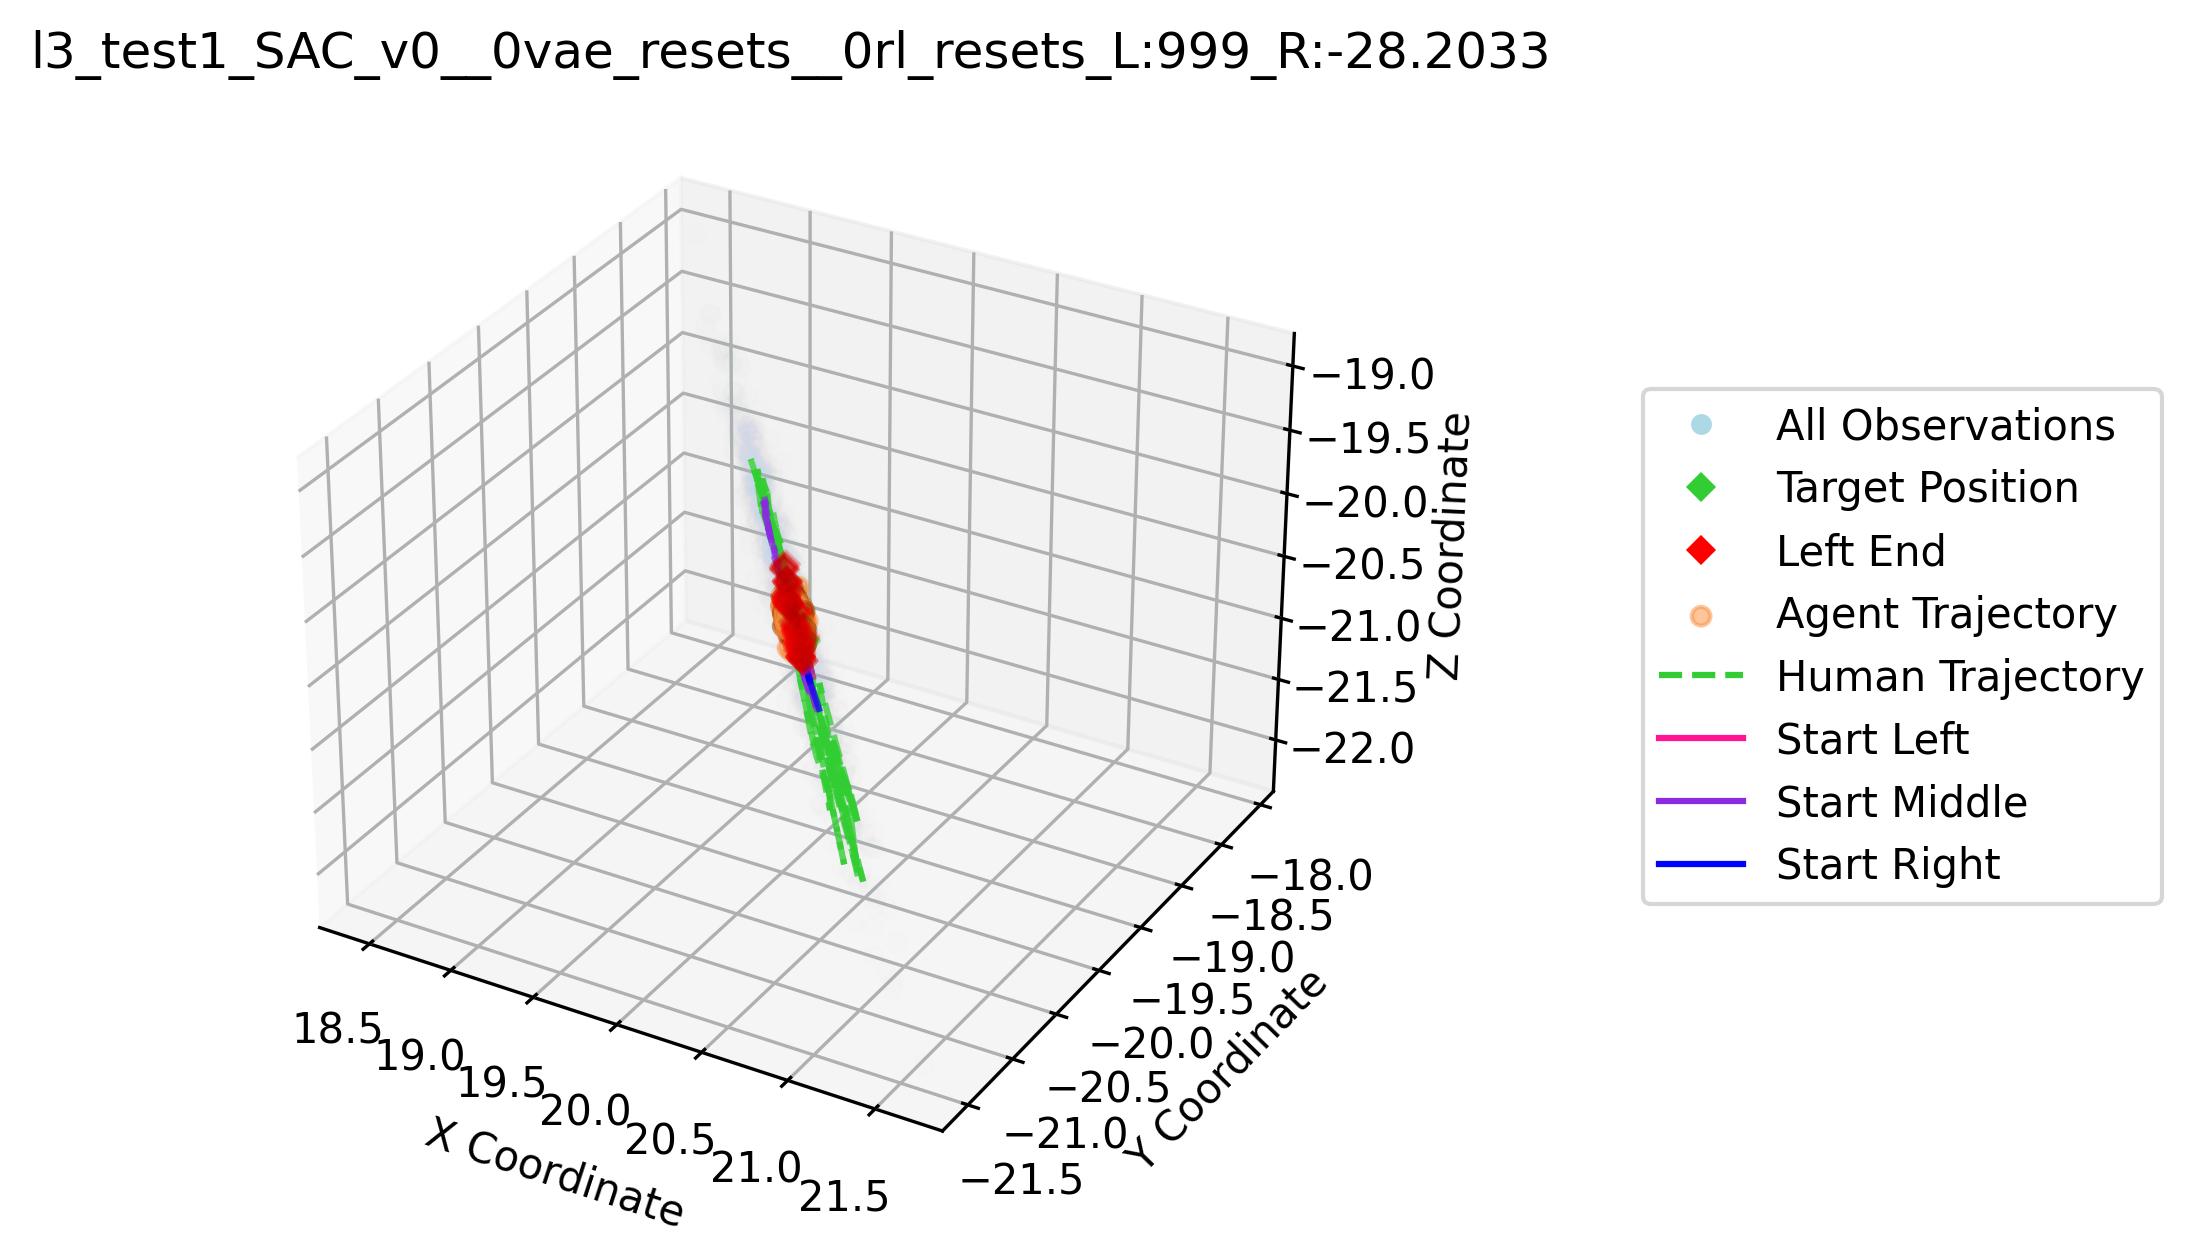 l3_test1_SAC_v0__0vae_resets__0rl_resets_L:999_R:-28.2033
−19.0
−19.5
−20.0
−20.5
−21.0
−21.5
−22.0
Z Coordinate
−18.0
−18.5
−19.0
−19.5
−20.0
−20.5
−21.0
−21.5
Y Coordinate
18.5
19.0
19.5
20.0
20.5
21.0
21.5
X Coordinate
All Observations
Target Position
Left End
Agent Trajectory
Human Trajectory
Start Left
Start Middle
Start Right